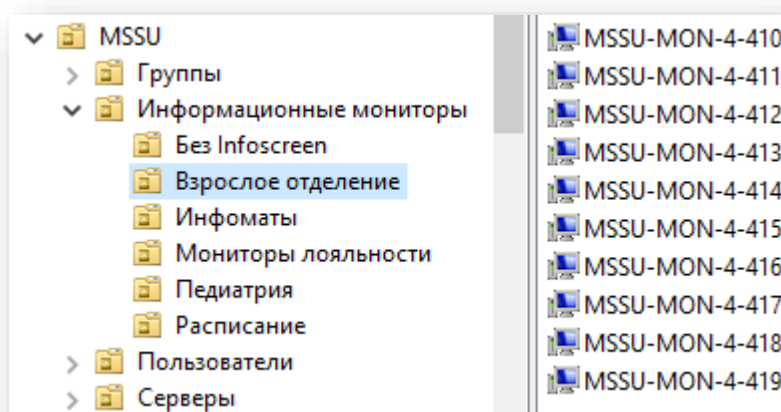 MSSU
Группы
Информационные мониторы
Без Infoscreen
Взрослое отделение
Инфоматы
Мониторы лояльности
Педиатрия
Расписание
Пользователи
Серверы
MSSU-MON-4-410
MSSU-MON-4-411
MSSU-MON-4-412
MSSU-MON-4-413
MSSU-MON-4-414
MSSU-MON-4-415
MSSU-MON-4-416
MSSU-MON-4-417
MSSU-MON-4-418
MSSU-MON-4-419